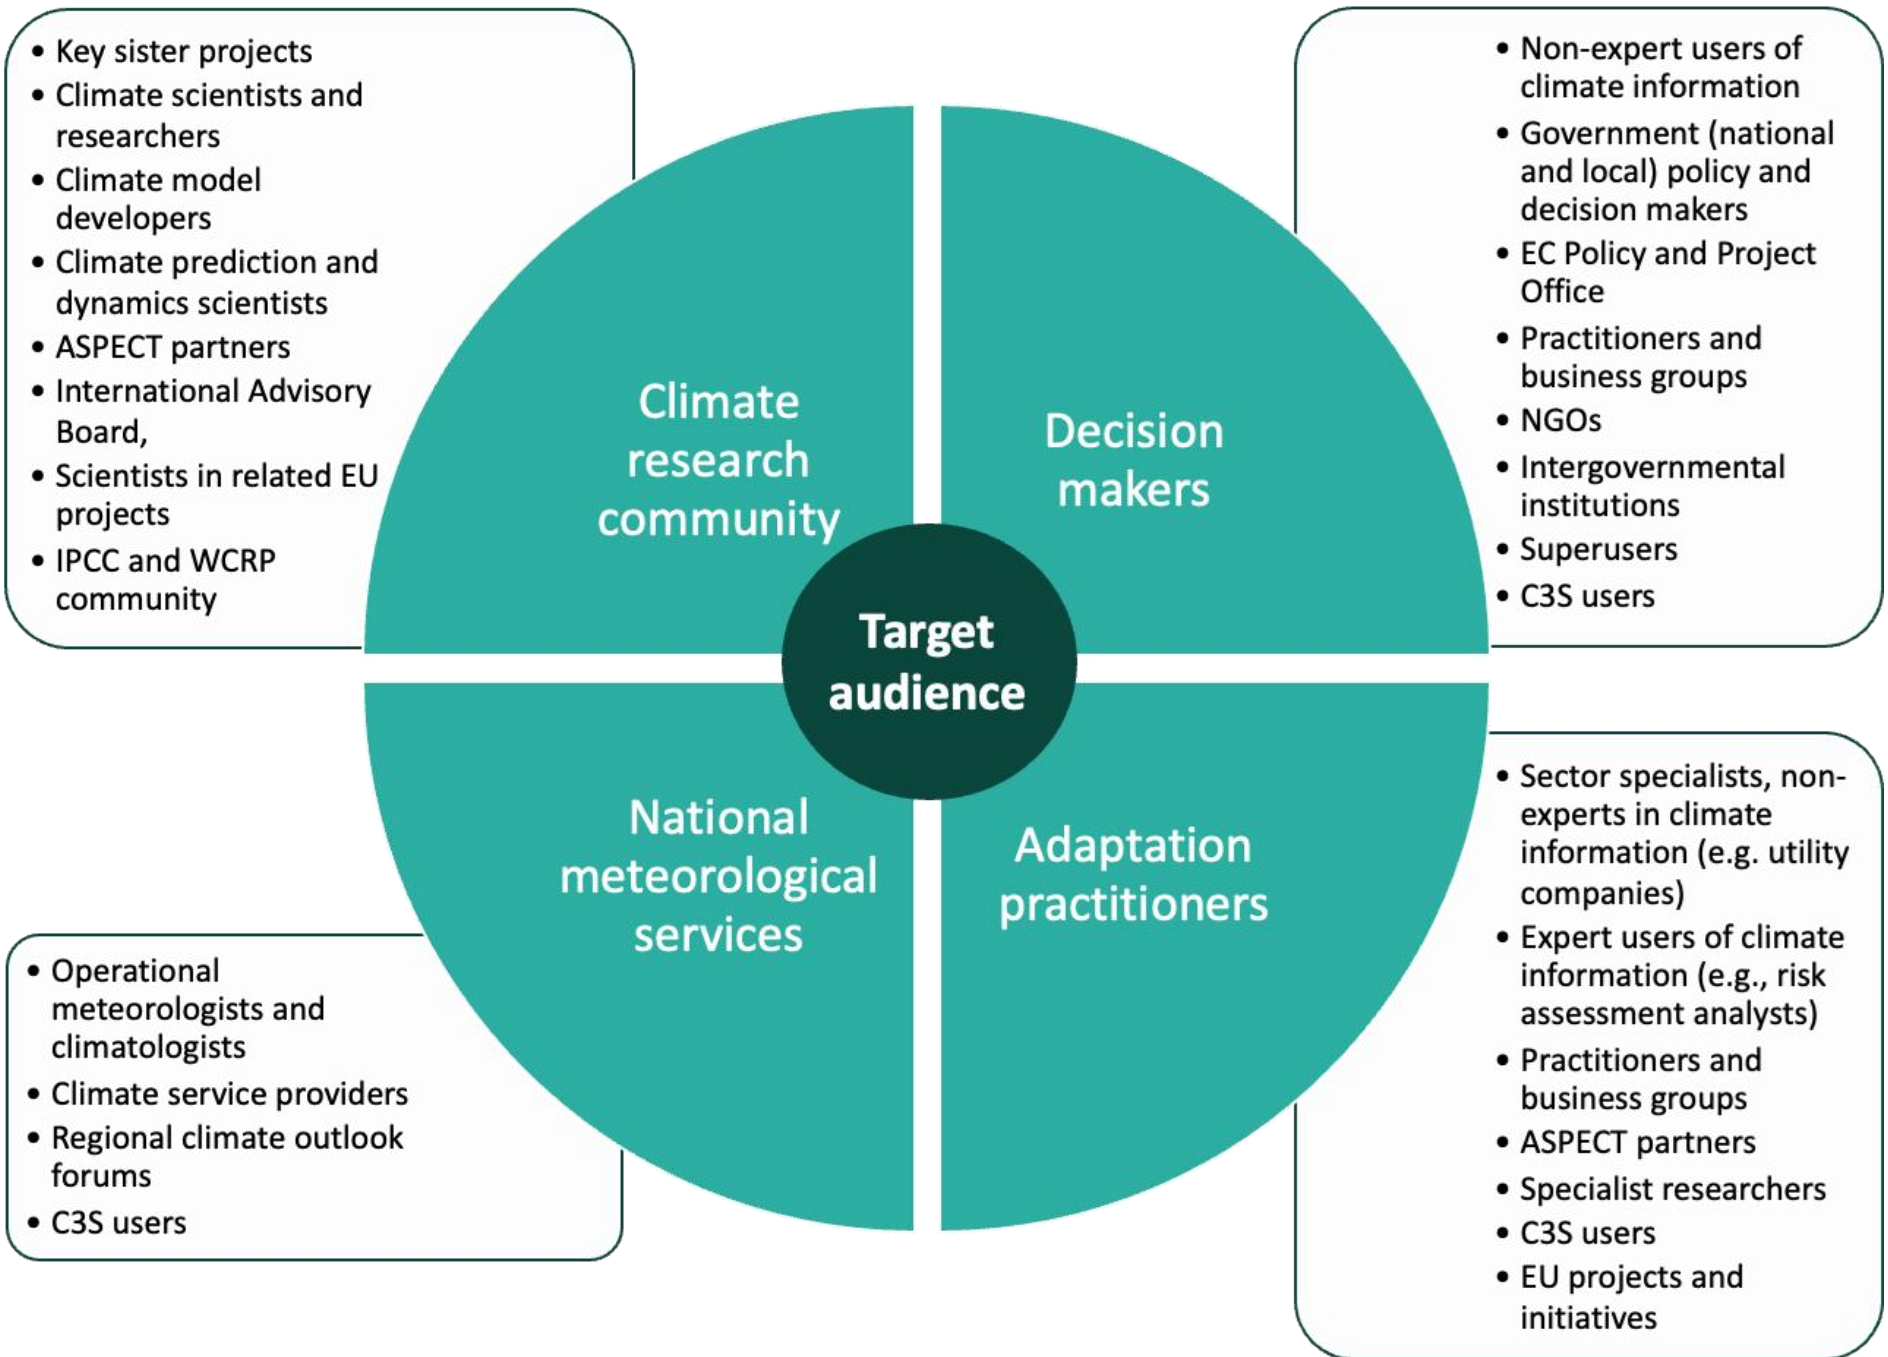 • Key sister projects
• Climate scientists and
researchers
• Climate model
developers
• Climate prediction and
dynamics scientists
• ASPECT partners
• International Advisory
Board,
• Scientists in related EU
projects
• IPCC and WCRP
community
• Non-expert users of
climate information
• Government (national
and local) policy and
decision makers
• EC Policy and Project
Office
• Practitioners and
business groups
• NGOs
• Intergovernmental
institutions
• Superusers
• C3S users
Climate
research
community
Decision
makers
Target
audience
National
meteorological
services
Adaptation
practitioners
• Operational
meteorologists and
climatologists
• Climate service providers
• Regional climate outlook
forums
• C3S users
• Sector specialists, non-
experts in climate
information (e.g. utility
companies)
• Expert users of climate
information (e.g., risk
assessment analysts)
• Practitioners and
business groups
• ASPECT partners
• Specialist researchers
• C3S users
• EU projects and
initiatives